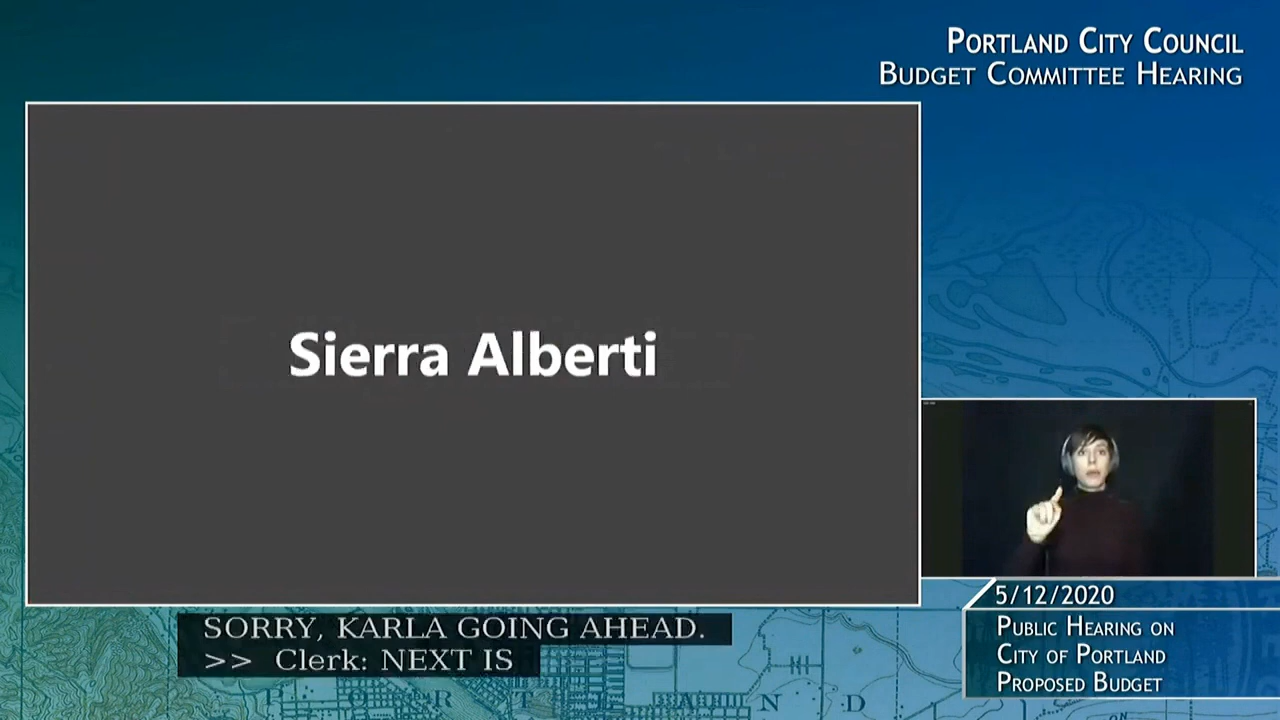 PORTLAND CITY COUNCIL
BUDGET COMMITTEE HEARING
Sierra Alberti
SORRY, KARLA GOING AHEAD.
>> Clerk: NEXT IS
5/12/2020
PUBLIC HEARING ON
CITY OF PORTLAND
PROPOSED BUDGET
P O R T L A N D